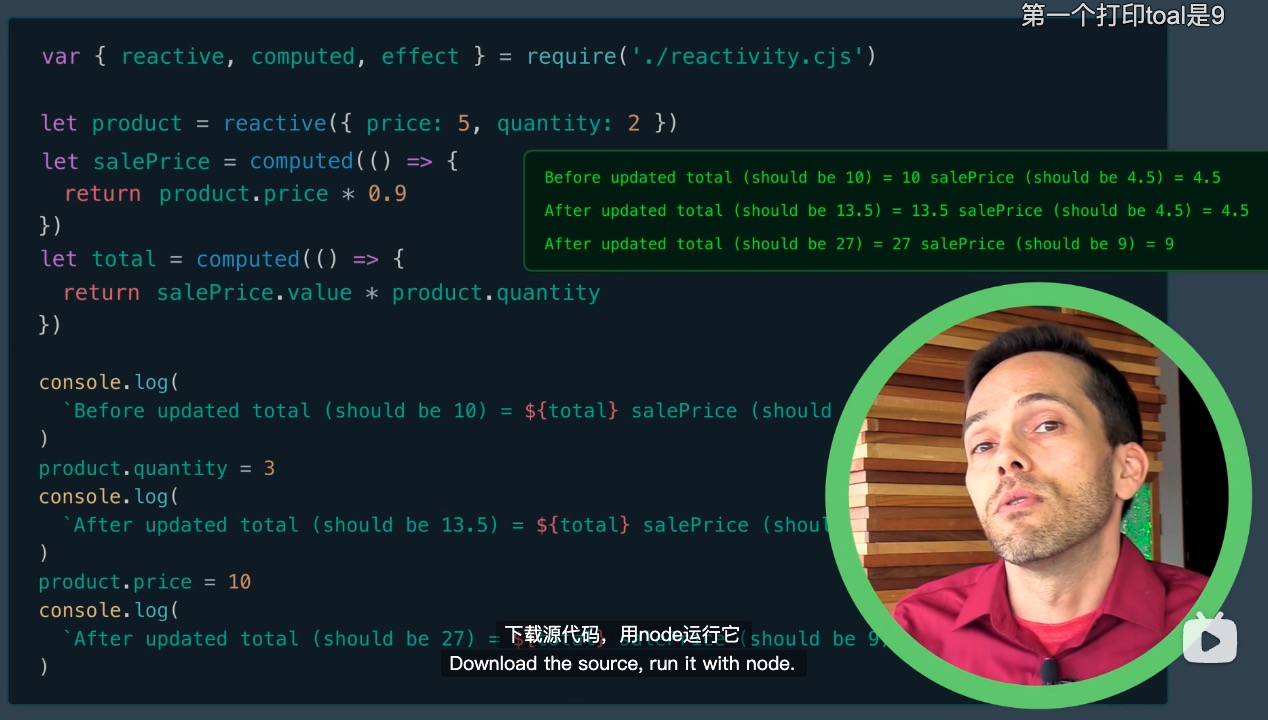 第一个打印toal是9
var { reactive, computed, effect } = require('./reactivity.cjs')
let product = reactive({ price: 5, quantity: 2 })
let salePrice = computed(() => {
return product.price * 0.9
})
let total = computed(() => {
return salePrice.value * product.quantity
})
Before updated total (should be 10) = 10 salePrice (should be 4.5) = 4.5
After updated total (should be 13.5) = 13.5 salePrice (should be 4.5) = 4.5
After updated total (should be 27) = 27 salePrice (should be 9) = 9
console.log(
`Before updated total (should be 10) = ${total} salePrice (should
)
product.quantity = 3
console.log(
`After updated total (should be 13.5) = ${total} salePrice (shoul
)
product.price = 10
console.log(
`After updated total (should be 27) = (should be 9
)
下载源代码，用node运行它
Download the source, run it with node.